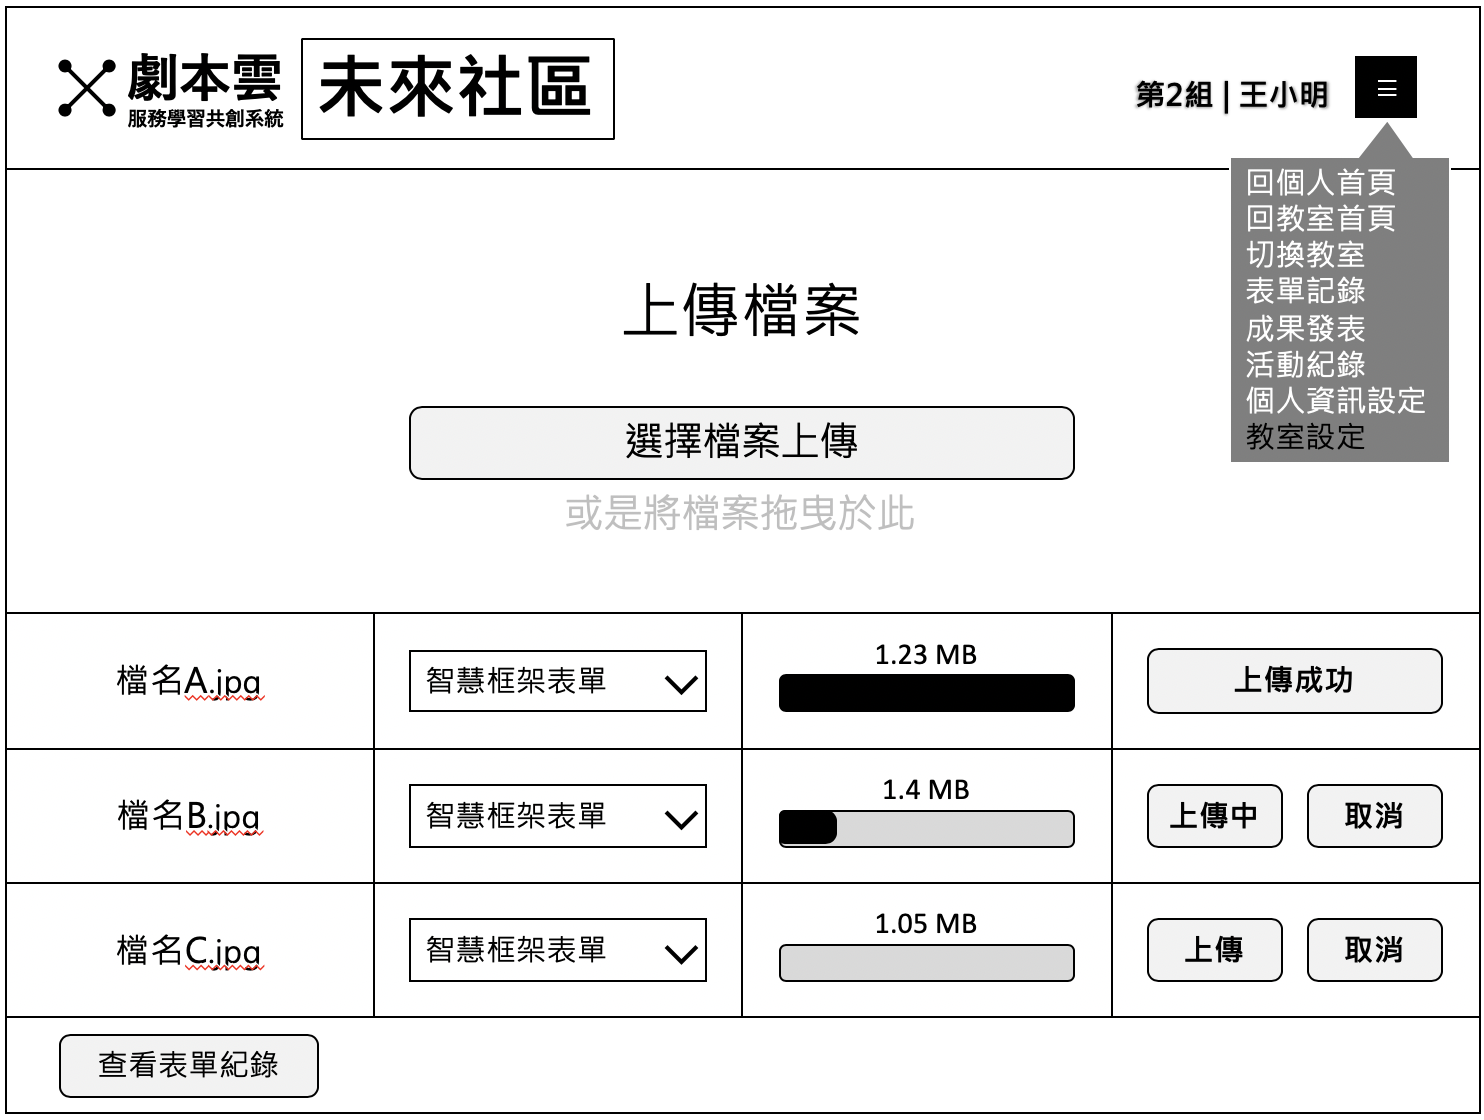 劇本雲
服務學習共創系統
未來社區
第2組 | 王小明
回個人首頁
回教室首頁
切換教室
表單記錄
成果發表
活動紀錄
個人資訊設定
教室設定
上傳檔案
選擇檔案上傳
或是將檔案拖曳於此
檔名A.jpg
智慧框架表單
1.23 MB
上傳成功
檔名B.jpg
智慧框架表單
1.4 MB
上傳中
取消
檔名C.jpg
智慧框架表單
1.05 MB
上傳
取消
查看表單紀錄